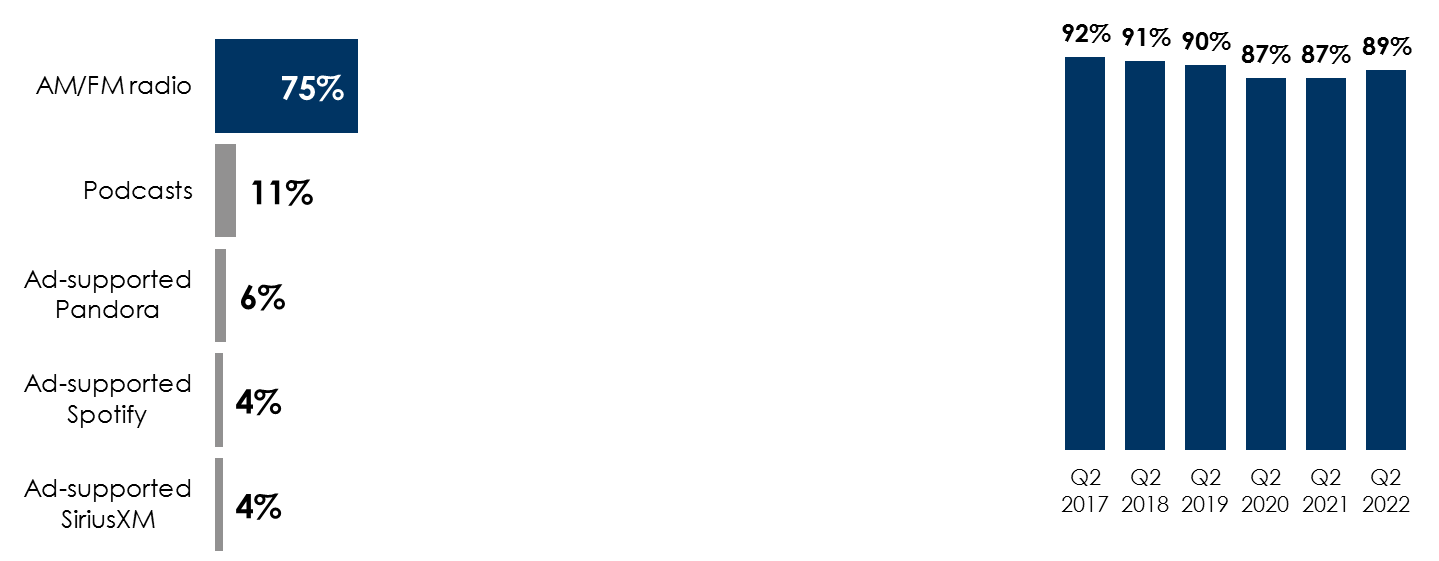 AM/FM radio
75%
Podcasts
11%
Ad-supported
Pandora
6%
Ad-supported
Spotify
4%
Ad-supported
SiriusXM
4%
92%
91%
90%
87%
87%
89%
Q2
2017
Q2
2018
Q2
2019
Q2
2020
Q2
2021
Q2
2022